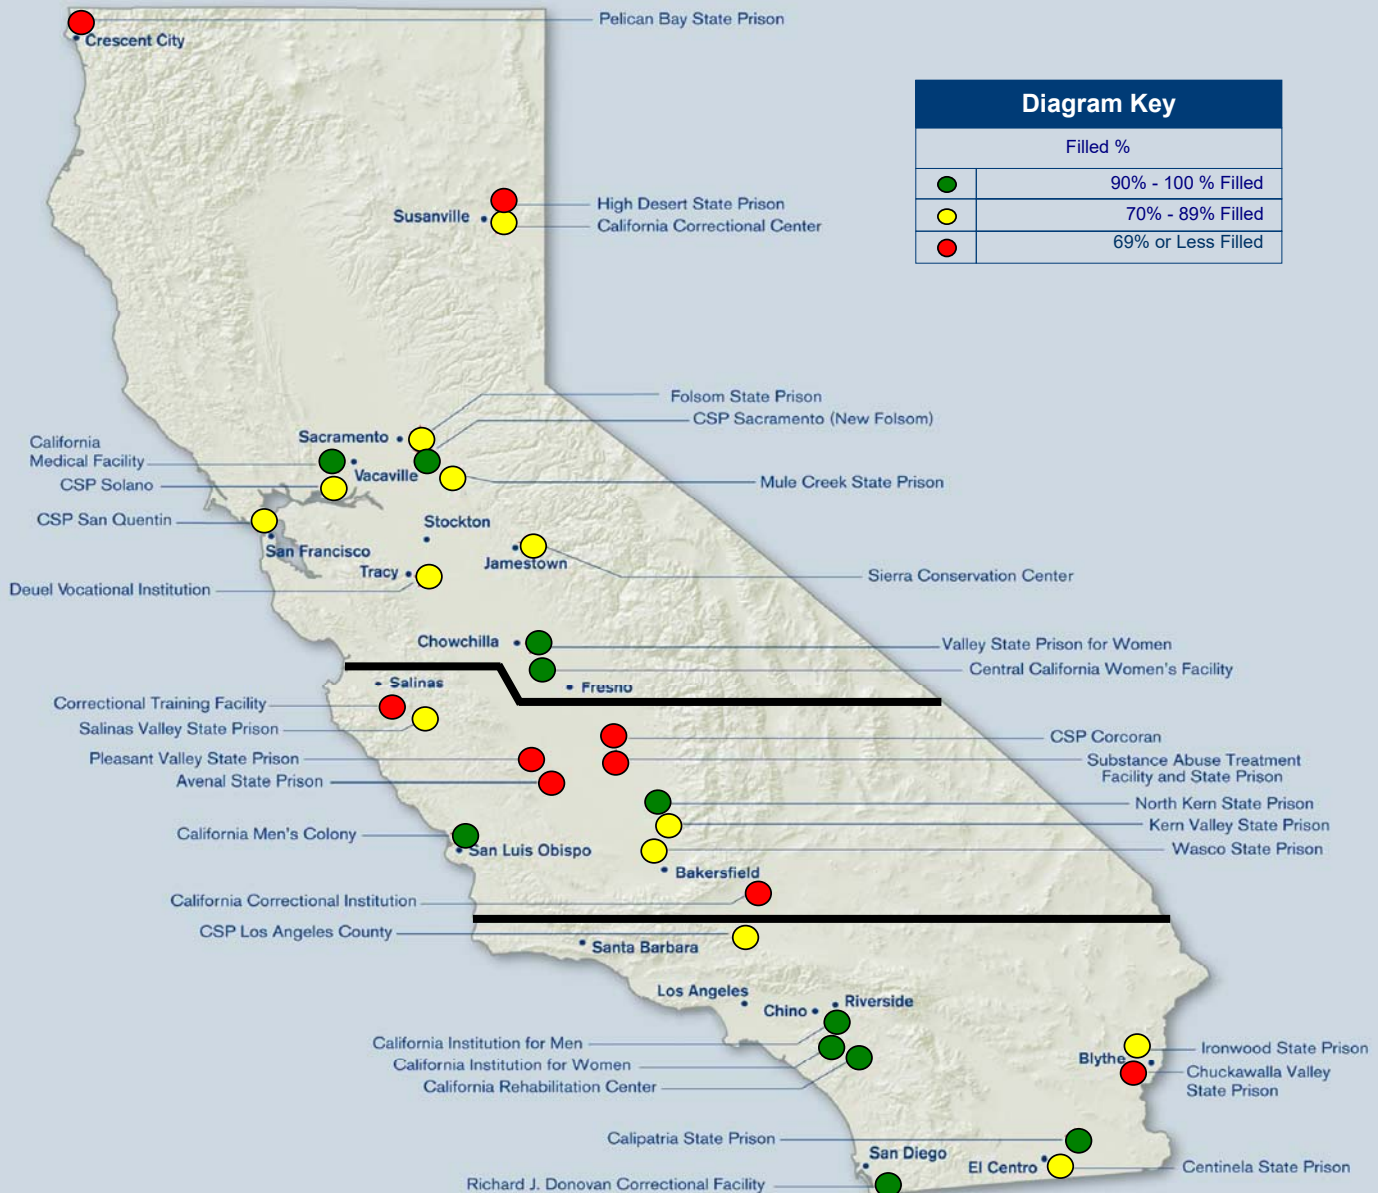 Pelican Bay State Prison
Crescent City
Diagram Key
Filled %
90% - 100 % Filled
70% - 89% Filled
69% or Less Filled
High Desert State Prison
Susanville
California Correctional Center
Folsom State Prison
CSP Sacramento (New Folsom)
Sacramento
California
Medical Facility
Vacaville
CSP Solano
Mule Creek State Prison
CSP San Quentin
Stockton
San Francisco
Jamestown
Tracy
Sierra Conservation Center
Deuel Vocational Institution
Chowchilla
Valley State Prison for Women
Central California Women's Facility
Salinas
Fresno
Correctional Training Facility
Salinas Valley State Prison
CSP Corcoran
Pleasant Valley State Prison
Substance Abuse Treatment
Facility and State Prison
Avenal State Prison
North Kern State Prison
Kern Valley State Prison
California Men's Colony
San Luis Obispo
Wasco State Prison
Bakersfield
California Correctional Institution
CSP Los Angeles County
Santa Barbara
Los Angeles
Riverside
Chino
California Institution for Men
Ironwood State Prison
Blythe
California Institution for Women
Chuckawalla Valley
State Prison
California Rehabilitation Center
Calipatria State Prison
San Diego
El Centro
Centinela State Prison
Richard J. Donovan Correctional Facility